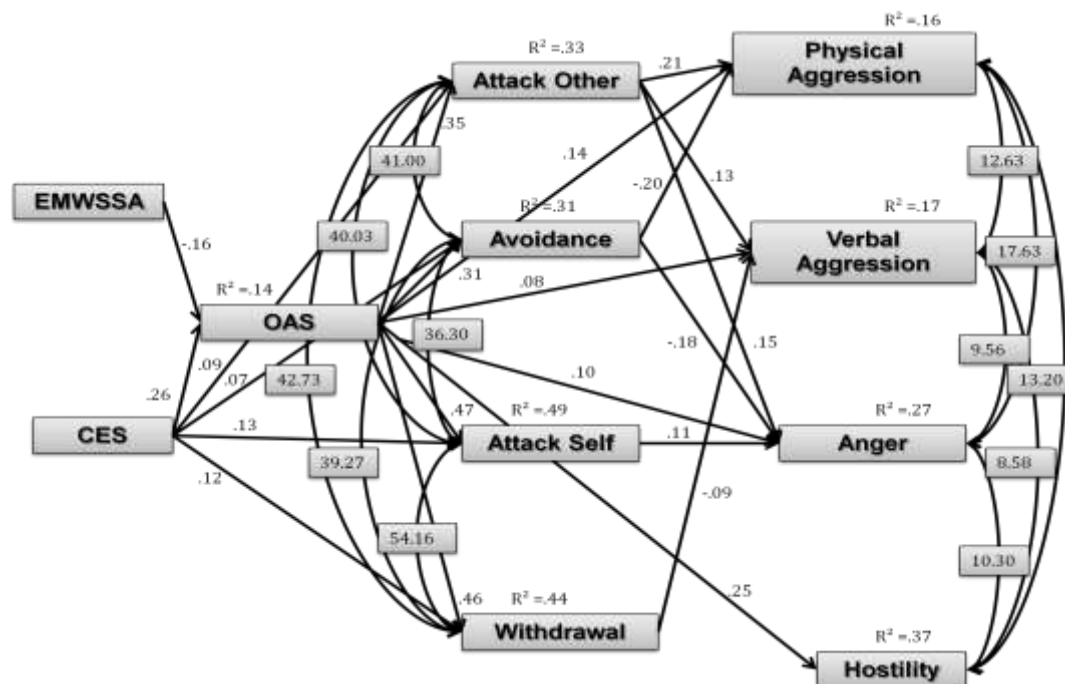 R² =.16
Physical
Aggression
R² =.33
Attack Other
.21
.35
41.00
.14
.13
12.63
EMWSSA
-.20
R² =.31
R² =.17
Avoidance
Verbal
Aggression
40.03
-.16
.31
17.63
.08
R² =.14
OAS
36.30
-.18
.15
9.56
.09
.07
42.73
.10
13.20
.26
.47
R² =.49
R² =.27
CES
.13
Attack Self
.11
Anger
39.27
8.58
.12
-.09
54.16
10.30
.25
.46
R² =.44
Withdrawal
R² =.37
Hostility